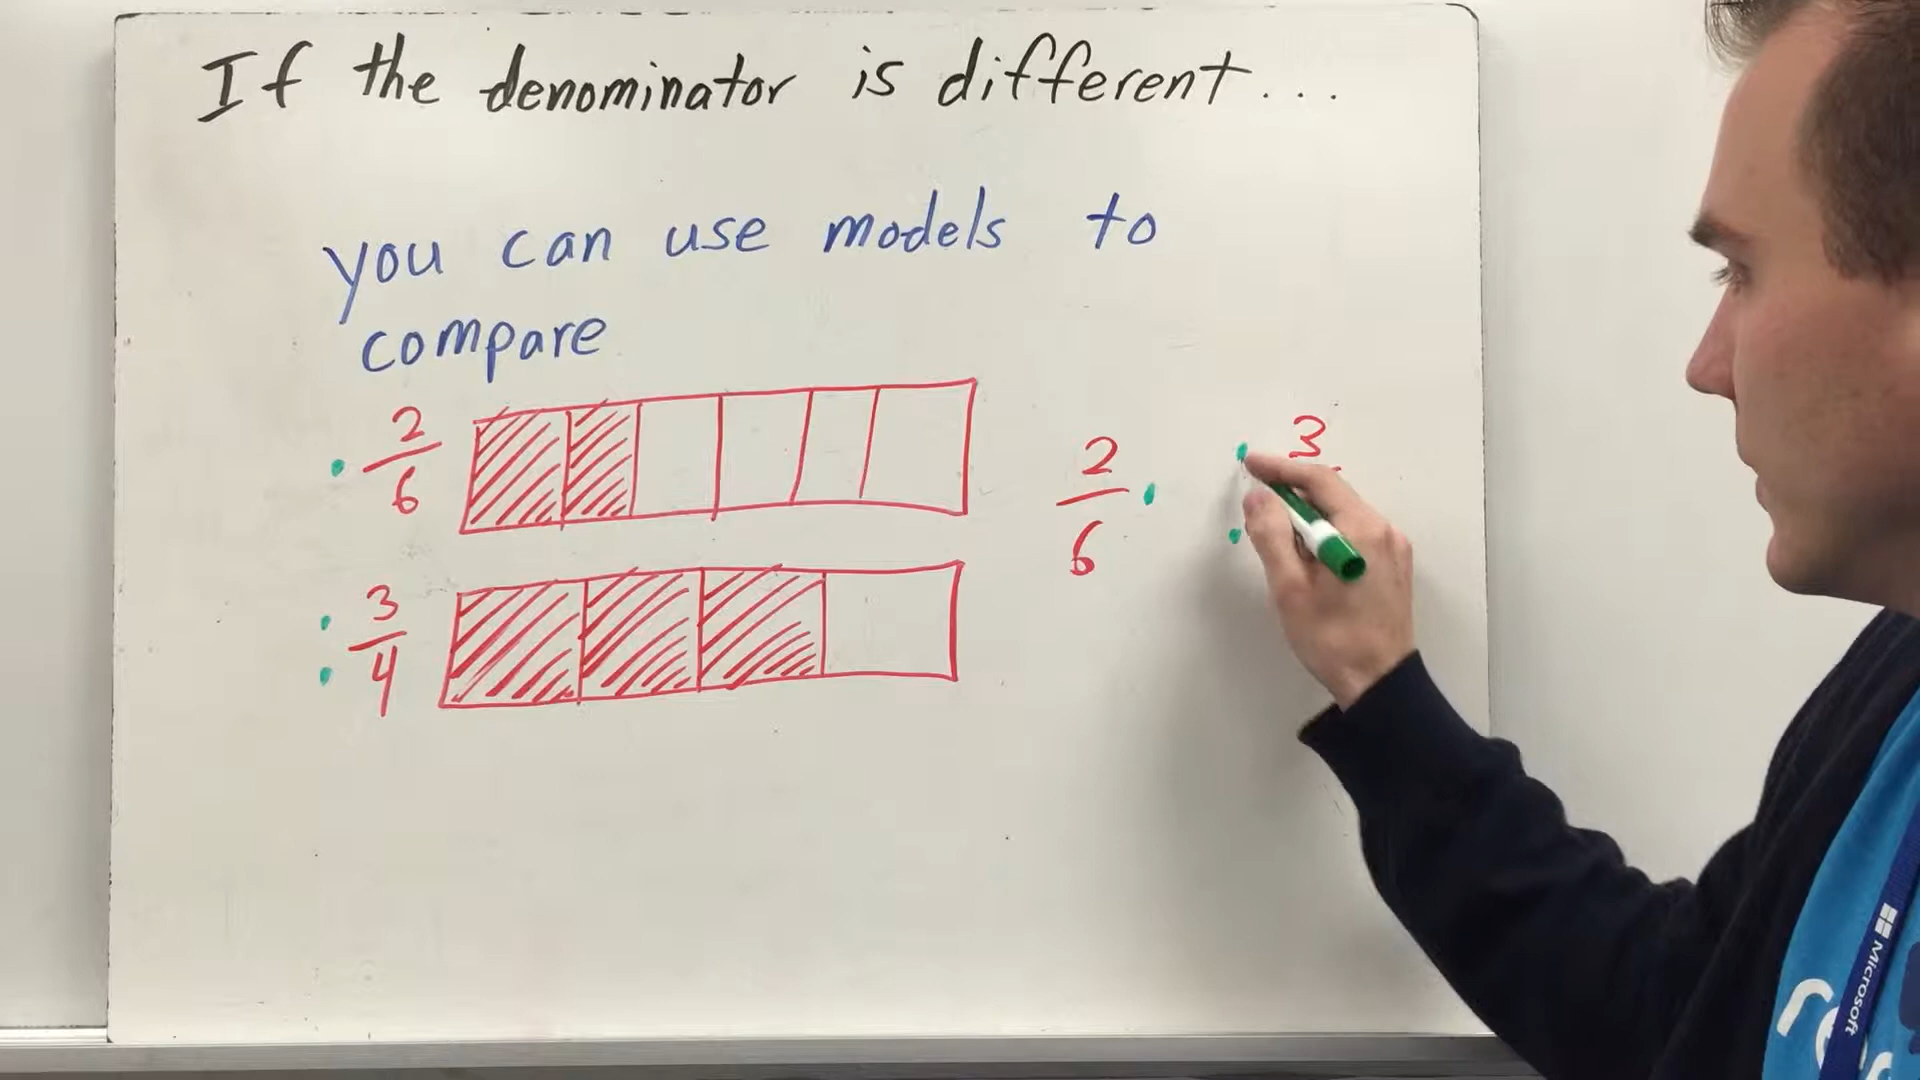 If the denominator is different...
you can use models to
compare
2/6
3/4
2/6
3
Microsoft